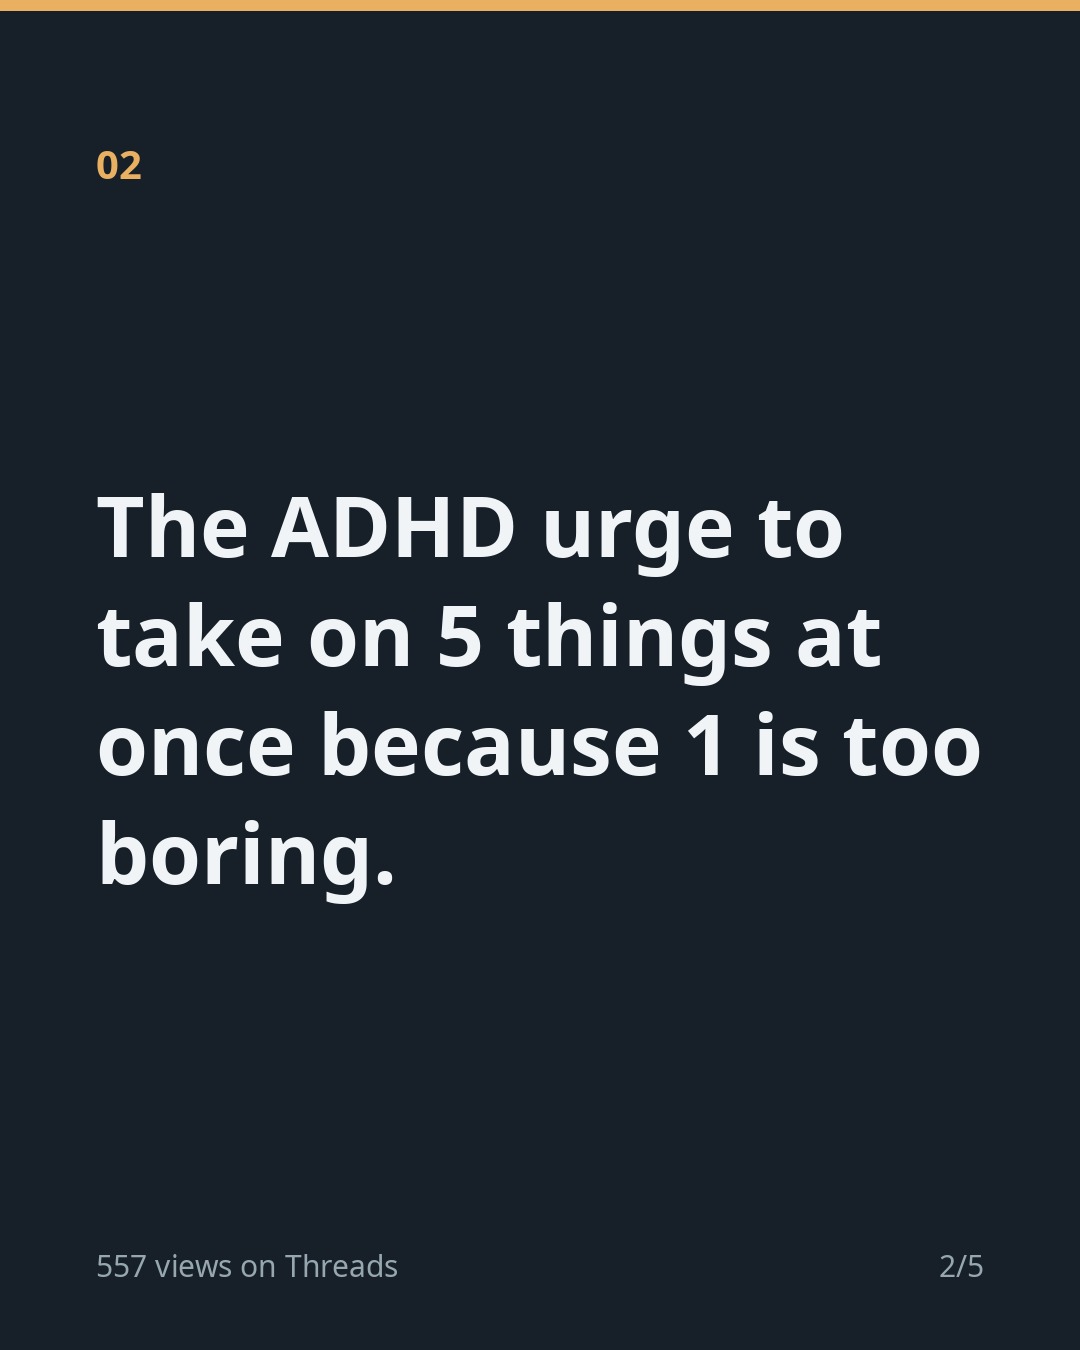 02
The ADHD urge to
take on 5 things at
once because 1 is too
boring.
557 views on Threads
2/5